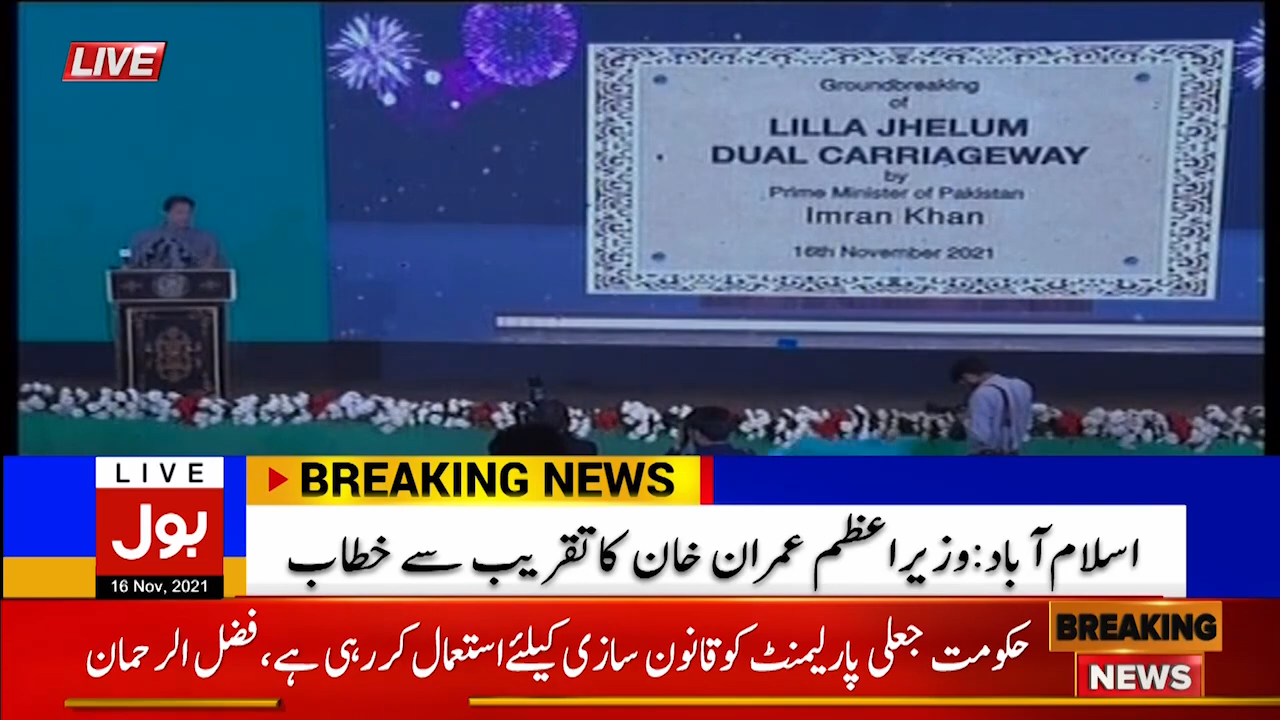 LIVE
Groundbreaking
of
LILLA JHELUM
DUAL CARRIAGEWAY
by
Prime Minister of Pakistan
Imran Khan
16th November 2021
LIVE
بول
16 Nov, 2021
BREAKING NEWS
اسلام آباد:وزیراعظم عمران خان کا تقریب سے خطاب
حکومت جعلی پارلیمنٹ کو قانون سازی کیلئے استعمال کر رہی ہے، فضل الرحمان
BREAKING
NEWS